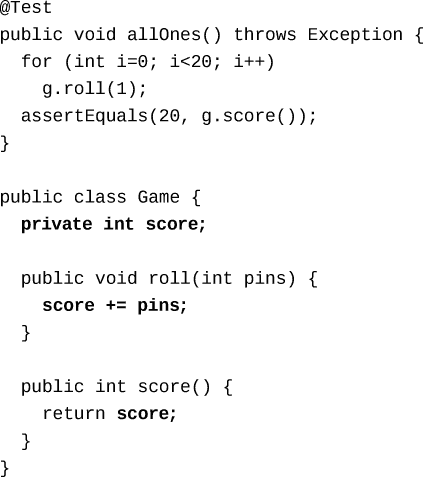 @Test
public void allOnes() throws Exception {
  for (int i=0; i<20; i++)
    g.roll(1);
  assertEquals(20, g.score());
}

public class Game {
  private int score;

  public void roll(int pins) {
    score += pins;
  }

  public int score() {
    return score;
  }
}